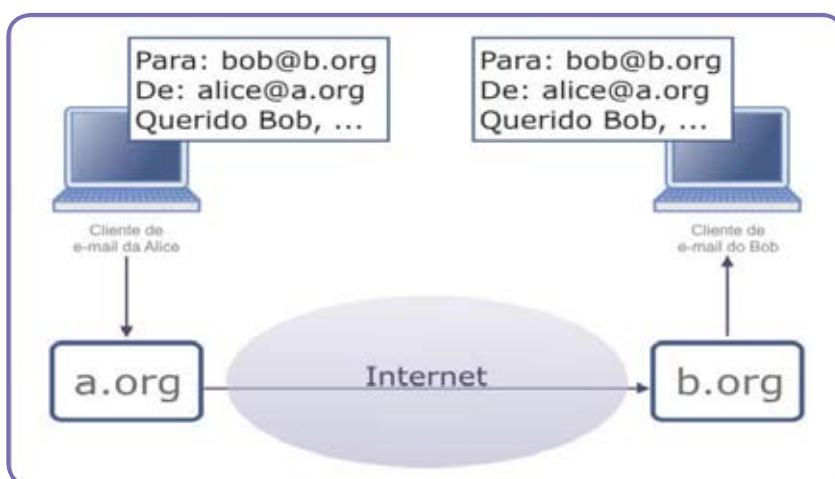 Para: bob@b.org
De: alice@a.org
Querido Bob, ...
Para: bob@b.org
De: alice@a.org
Querido Bob, ...
Cliente de
e-mail da Alice
Cliente de
e-mail do Bob
a.org
Internet
b.org